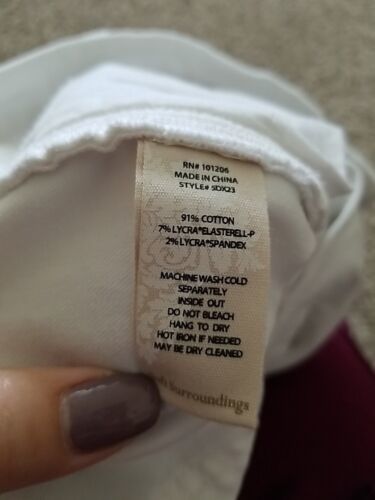 RN# 101206
MADE IN CHINA
STYLE# 5DX23
91% COTTON
7% LYCRA®ELASTERELL-P
2% LYCRA®SPANDEX
MACHINE WASH COLD
SEPARATELY
INSIDE OUT
DO NOT BLEACH
HANG TO DRY
HOT IRON IF NEEDED
MAY BE DRY CLEANED
Surroundings